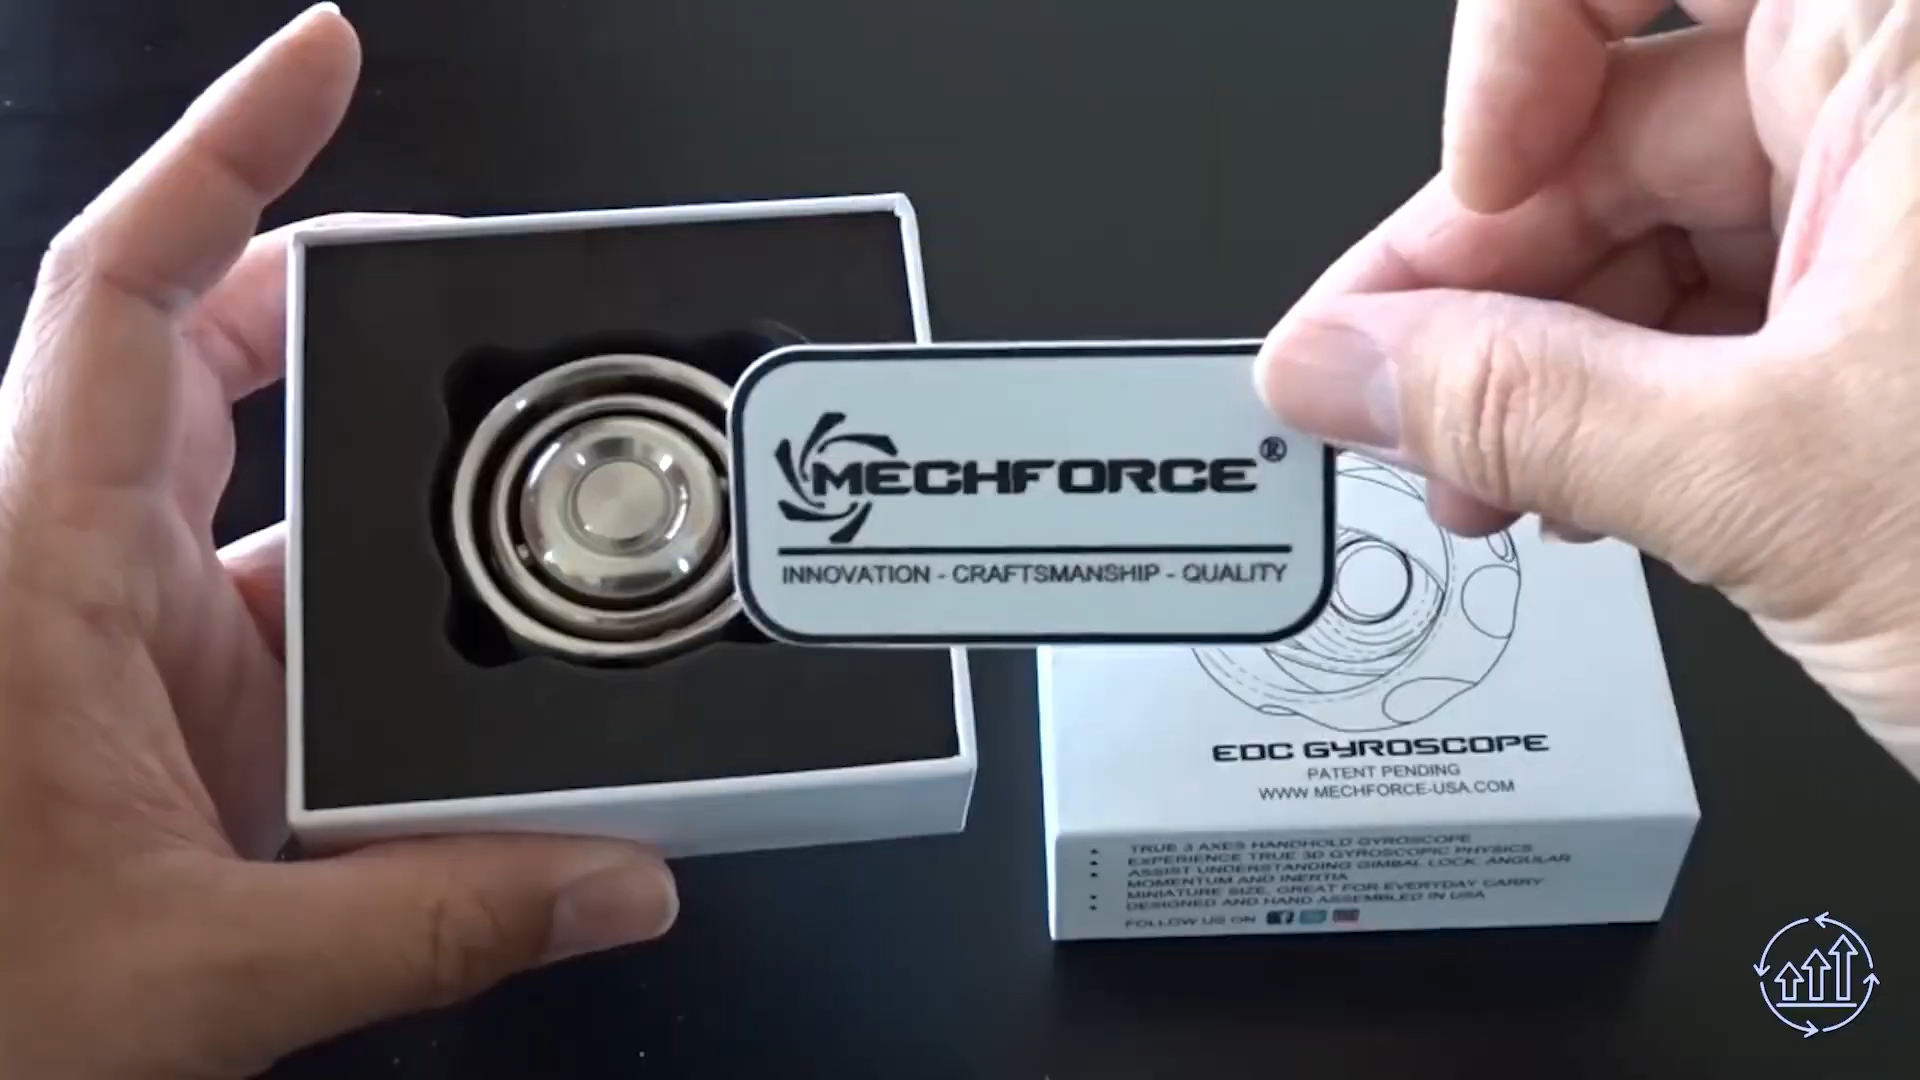 MECHFORCE®
INNOVATION - CRAFTSMANSHIP - QUALITY
EDC GYROSCOPE
PATENT PENDING
WWW.MECHFORCE-USA.COM
• TRUE 3 AXES HANDHOLD GYROSCOPE
• EXPERIENCE TRUE 3D GYROSCOPIC PHYSICS
• ASSIST UNDERSTANDING GIMBAL LOCK, ANGULAR
MOMENTUM AND INERTIA
• MINIATURE SIZE, GREAT FOR EVERYDAY CARRY
• DESIGNED AND HAND ASSEMBLED IN USA
FOLLOW US ON